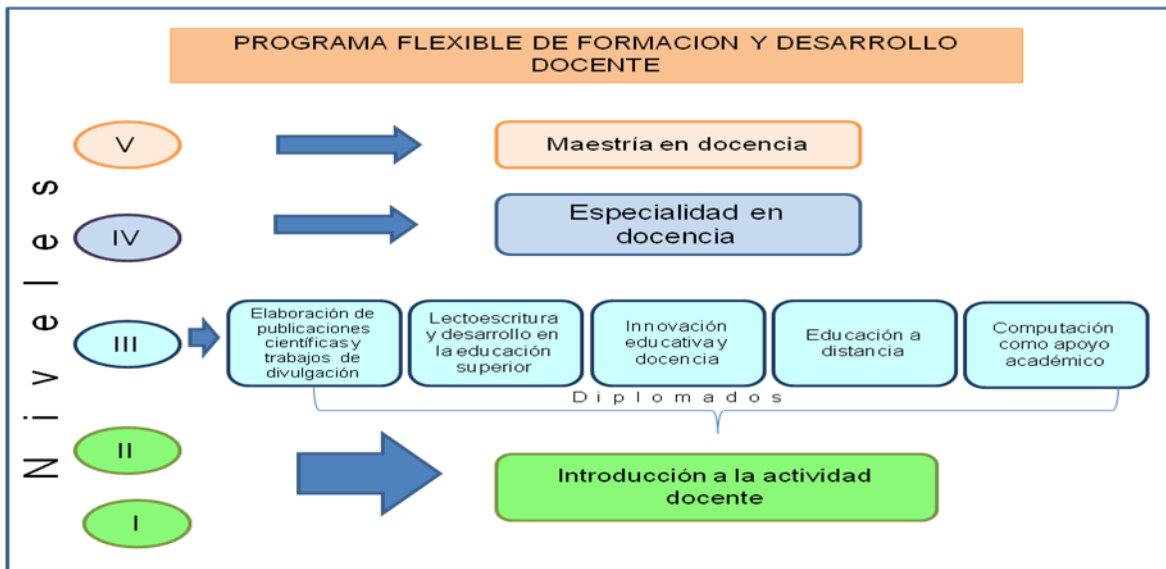 PROGRAMA FLEXIBLE DE FORMACION Y DESARROLLO
DOCENTE
Niveles
V
Maestría en docencia
IV
Especialidad en
docencia
III
Elaboración de
publicaciones
científicas y
trabajos de
divulgación
Lectoescritura
y desarrollo en
la educación
superior
Innovación
educativa y
docencia
Educación a
distancia
Computación
como apoyo
académico
Diplomados
II
Introducción a la actividad
docente
I